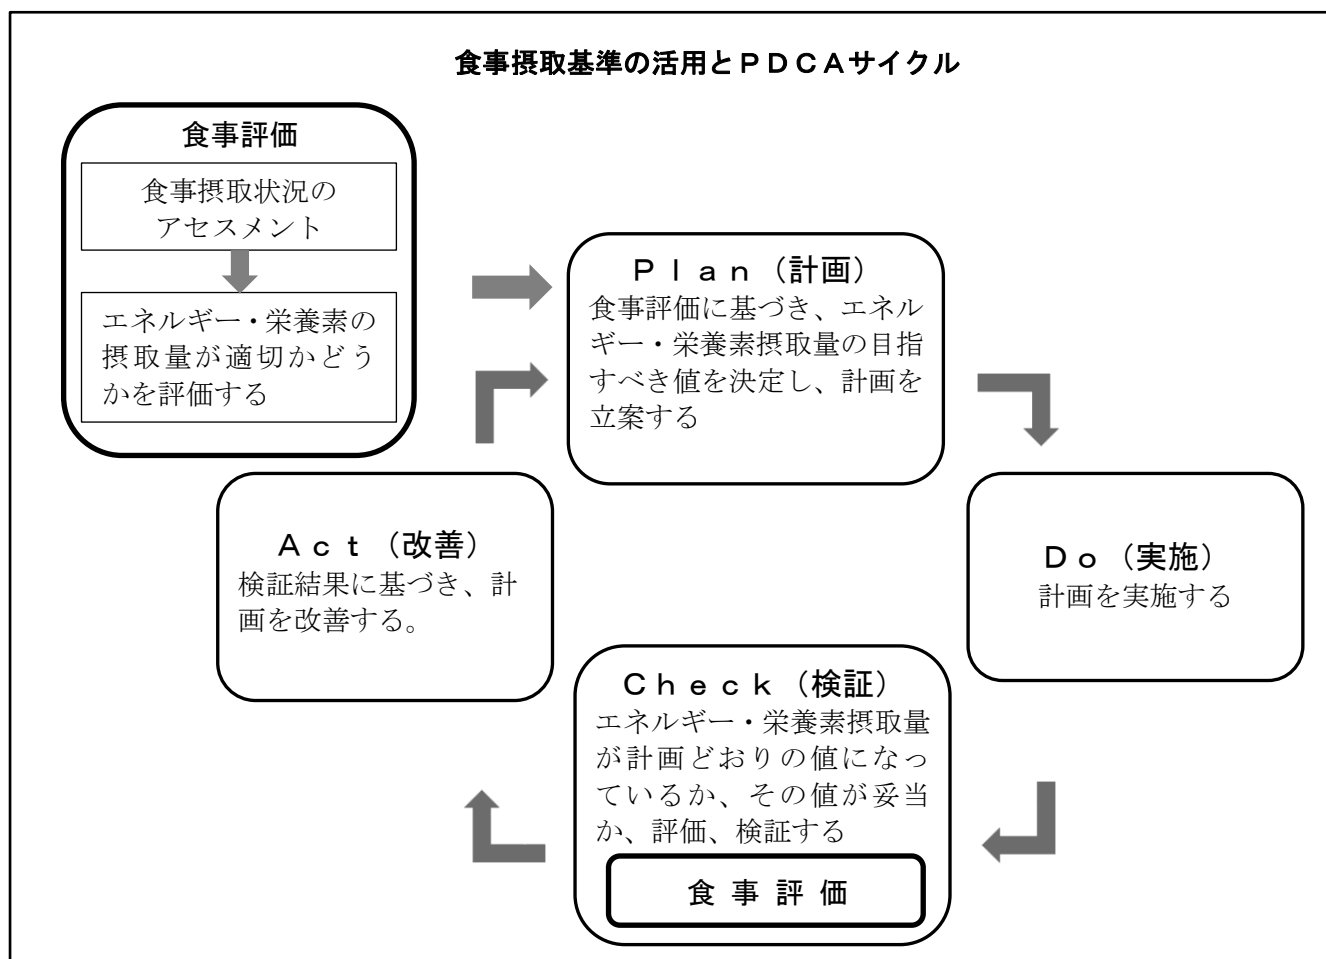 食事摂取基準の活用とＰＤＣＡサイクル
食事評価
食事摂取状況の
アセスメント
エネルギー・栄養素の
摂取量が適切かどう
かを評価する
Ｐｌａｎ（計画）
食事評価に基づき、エネル
ギー・栄養素摂取量の目指
すべき値を決定し、計画を
立案する
Ｄｏ（実施）
計画を実施する
Ｃｈｅｃｋ（検証）
エネルギー・栄養素摂取量
が計画どおりの値になっ
ているか、その値が妥当
か、評価、検証する
食事評価
Ａｃｔ（改善）
検証結果に基づき、計
画を改善する。